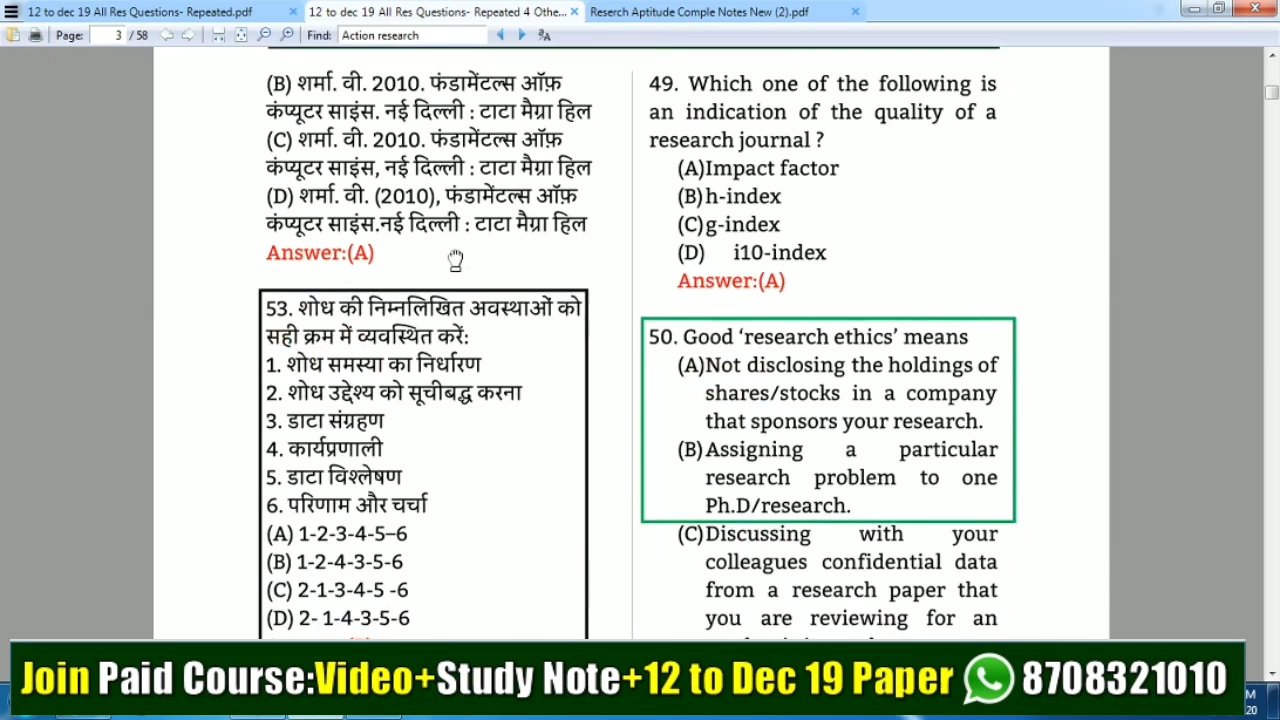 12 to dec 19 All Res Questions- Repeated.pdf
12 to dec 19 All Res Questions- Repeated 4 Othe...
Reserch Aptitude Comple Notes New (2).pdf
Page: 3 / 58 Find: Action research
(B) शर्मा. वी. 2010. फंडामेंटल्स ऑफ़
कंप्यूटर साइंस. नई दिल्ली : टाटा मैग्रा हिल
(C) शर्मा. वी. 2010. फंडामेंटल्स ऑफ़
कंप्यूटर साइंस, नई दिल्ली : टाटा मैग्रा हिल
(D) शर्मा. वी. (2010), फंडामेंटल्स ऑफ़
कंप्यूटर साइंस.नई दिल्ली : टाटा मैग्रा हिल
Answer:(A)
53. शोध की निम्नलिखित अवस्थाओं को
सही क्रम में व्यवस्थित करें:
1. शोध समस्या का निर्धारण
2. शोध उद्देश्य को सूचीबद्ध करना
3. डाटा संग्रहण
4. कार्यप्रणाली
5. डाटा विश्लेषण
6. परिणाम और चर्चा
(A) 1-2-3-4-5–6
(B) 1-2-4-3-5-6
(C) 2-1-3-4-5 -6
(D) 2- 1-4-3-5-6
49. Which one of the following is
an indication of the quality of a
research journal ?
(A)Impact factor
(B)h-index
(C)g-index
(D) i10-index
Answer:(A)
50. Good ‘research ethics’ means
(A)Not disclosing the holdings of
shares/stocks in a company
that sponsors your research.
(B)Assigning a particular
research problem to one
Ph.D/research.
(C)Discussing with your
colleagues confidential data
from a research paper that
you are reviewing for an
Join Paid Course:Video+Study Note+12 to Dec 19 Paper 8708321010